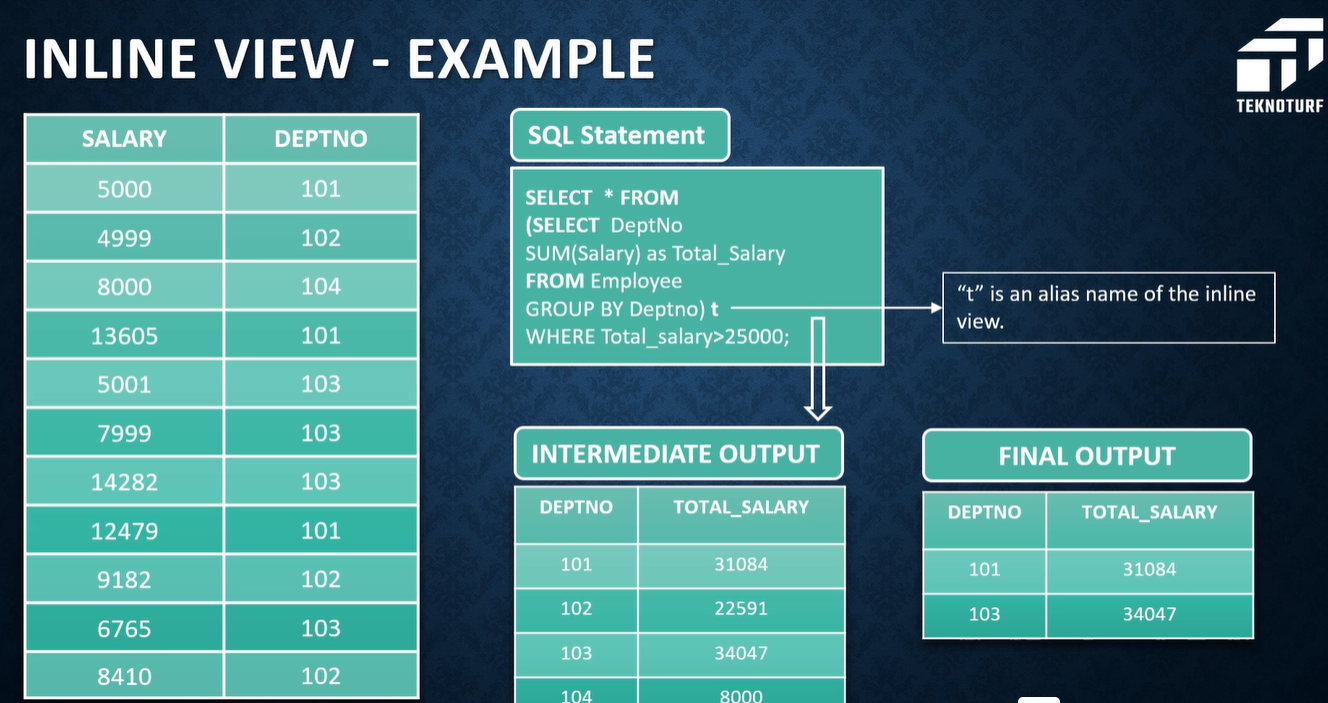 INLINE VIEW - EXAMPLE
TEKNOTURF
SALARY DEPTNO
5000 101
4999 102
8000 104
13605 101
5001 103
7999 103
14282 103
12479 101
9182 102
6765 103
8410 102
SQL Statement
SELECT * FROM
(SELECT DeptNo
SUM(Salary) as Total_Salary
FROM Employee
GROUP BY Deptno) t
WHERE Total_salary>25000;
“t” is an alias name of the inline
view.
INTERMEDIATE OUTPUT
DEPTNO TOTAL_SALARY
101 31084
102 22591
103 34047
104 8000
FINAL OUTPUT
DEPTNO TOTAL_SALARY
101 31084
103 34047